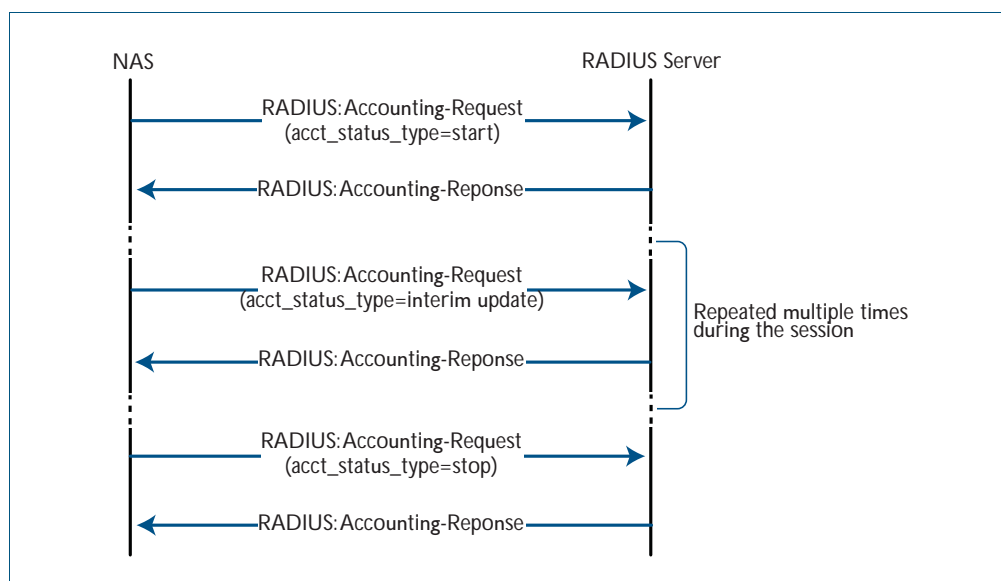 NAS
RADIUS Server
RADIUS:Accounting-Request
(acct_status_type=start)
RADIUS:Accounting-Reponse
RADIUS:Accounting-Request
(acct_status_type=interim update)
Repeated multiple times
during the session
RADIUS:Accounting-Reponse
RADIUS:Accounting-Request
(acct_status_type=stop)
RADIUS:Accounting-Reponse